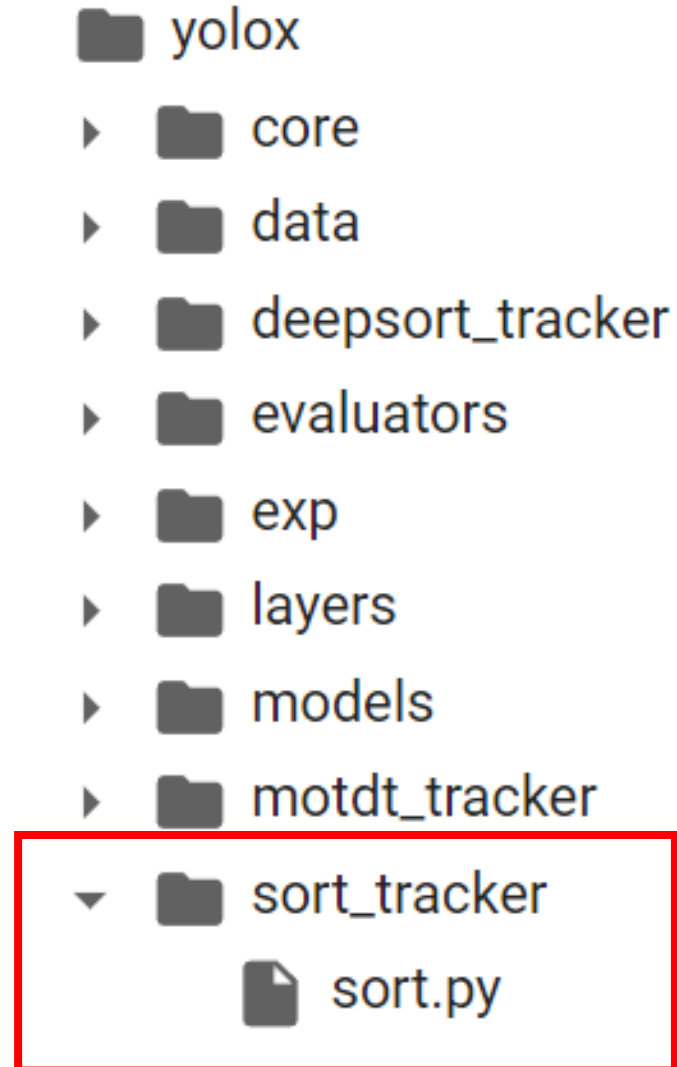 yolox
core
data
deepsort_tracker
evaluators
exp
layers
models
motdt_tracker
sort_tracker
sort.py